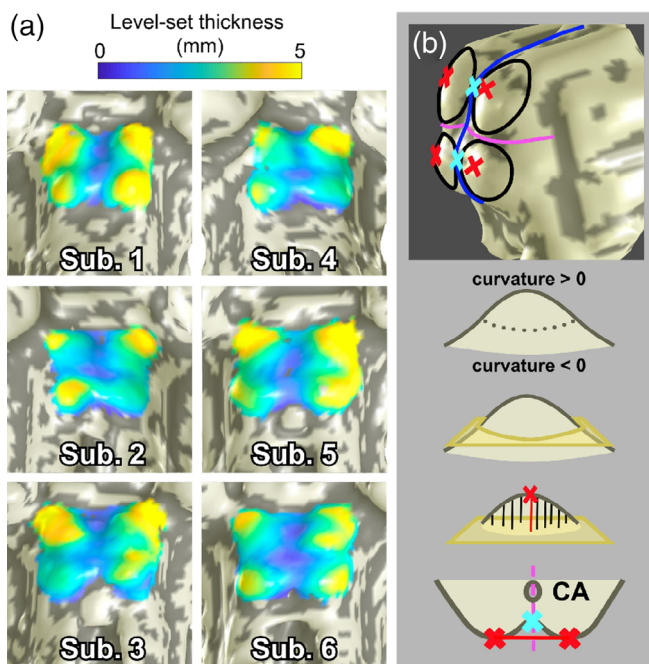 (a)
Level-set thickness
(mm)
0
5
Sub. 1
Sub. 4
Sub. 2
Sub. 5
Sub. 3
Sub. 6
(b)
curvature > 0
curvature < 0
CA